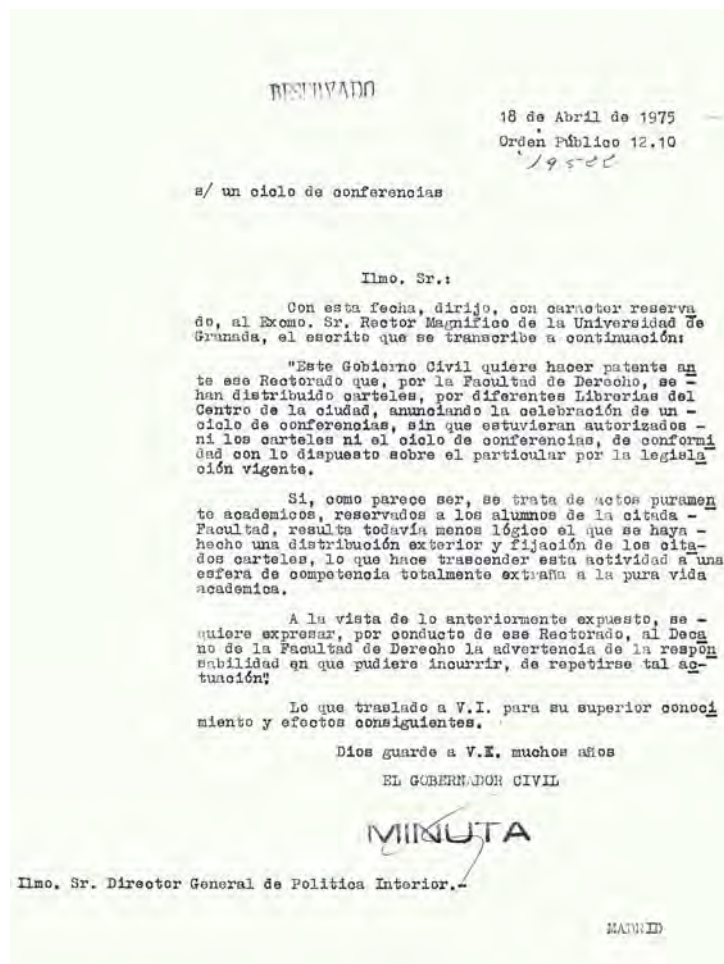 RESERVADO
18 de Abril de 1975
Orden Público 12.10
s/ un ciclo de conferencias
Ilmo. Sr.:
Con esta fecha, dirijo, con caracter reserva
do, al Excmo. Sr. Rector Magnífico de la Universidad de
Granada, el escrito que se transcribe a continuación:
"Este Gobierno Civil quiere hacer patente an
te ese Rectorado que, por la Facultad de Derecho, se -
han distribuido carteles, por diferentes Librerias del
Centro de la ciudad, anunciando la celebración de un -
ciclo de conferencias, sin que estuvieran autorizados -
ni los carteles ni el ciclo de conferencias, de conformi
dad con lo dispuesto sobre el particular por la legisla
ción vigente.
Si, como parece ser, se trata de actos puramen
te academicos, reservados a los alumnos de la citada -
Facultad, resulta todavía menos lógico el que se haya -
hecho una distribución exterior y fijación de los cita-
dos carteles, lo que hace trascender esta actividad a una
esfera de competencia totalmente extraña a la pura vida
academica.
A la vista de lo anteriormente expuesto, se -
quiere expresar, por conducto de ese Rectorado, al Deca
no de la Facultad de Derecho la advertencia de la respon
sabilidad en que pudiere incurrir, de repetirse tal ac-
tuación"
Lo que traslado a V.I. para su superior conoci
miento y efectos consiguientes.
Dios guarde a V.I. muchos años
EL GOBERNADOR CIVIL
MINUTA
Ilmo. Sr. Director General de Politica Interior.-
MADRID